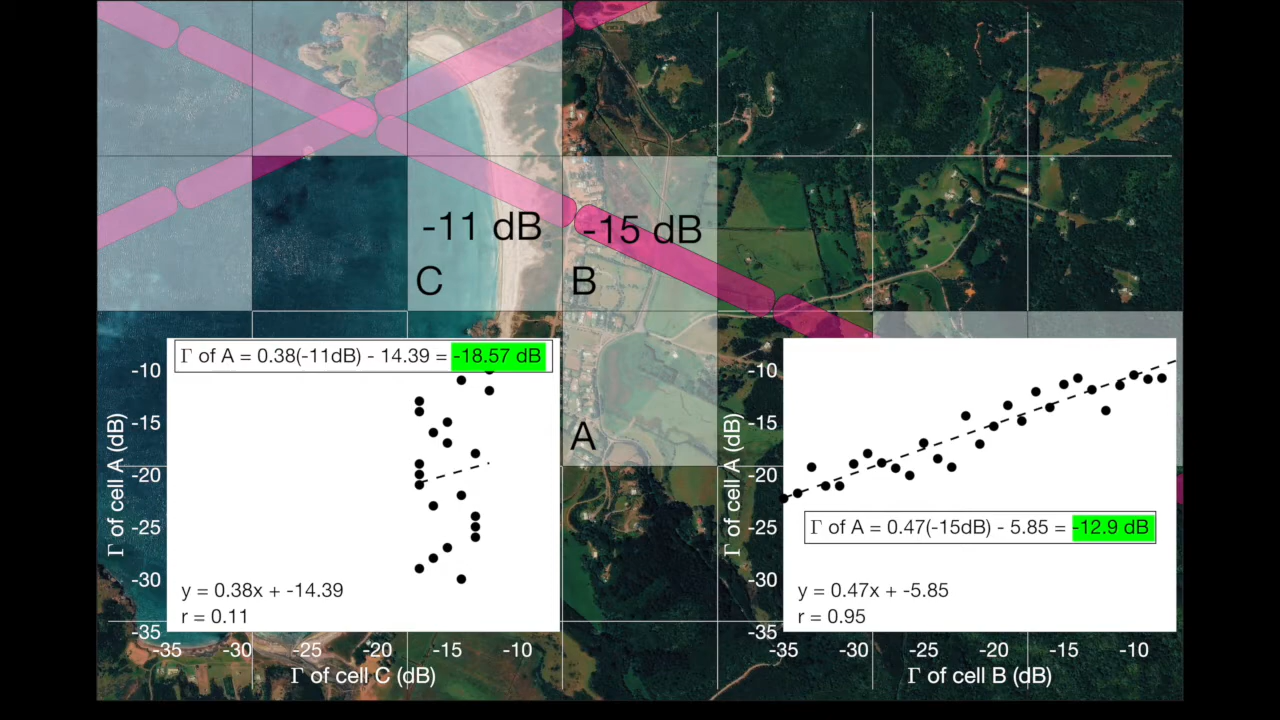 -11 dB
-15 dB
C
B
A
Γ of A = 0.38(-11dB) - 14.39 = -18.57 dB
-10
-15
-20
-25
-30
-35
Γ of cell A (dB)
y = 0.38x + -14.39
r = 0.11
-35 -30 -25 -20 -15 -10
Γ of cell C (dB)
-10
-15
-20
-25
-30
-35
Γ of cell A (dB)
Γ of A = 0.47(-15dB) - 5.85 = -12.9 dB
y = 0.47x + -5.85
r = 0.95
-35 -30 -25 -20 -15 -10
Γ of cell B (dB)